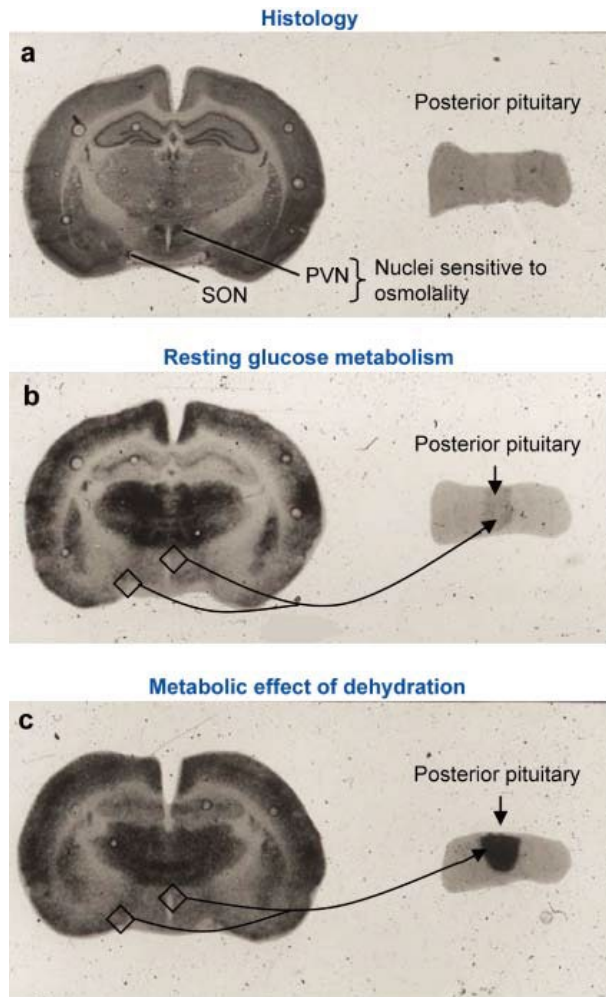 Histology
a
Posterior pituitary
PVN
SON
Nuclei sensitive to
osmolality
Resting glucose metabolism
b
Posterior pituitary
Metabolic effect of dehydration
c
Posterior pituitary